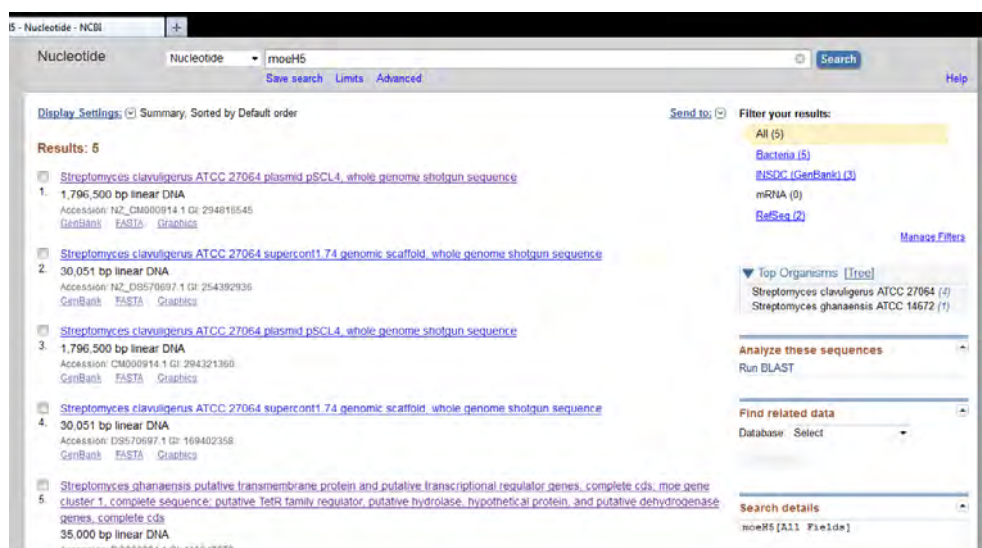 I5 - Nucleotide - NCBI
+
Nucleotide
Nucleotide
moeH5
Search
Save search Limits Advanced
Help
Display Settings: Summary, Sorted by Default order
Send to:
Results: 5
1. Streptomyces clavuligerus ATCC 27064 plasmid pSCL4, whole genome shotgun sequence
1,796,500 bp linear DNA
Accession: NZ_CM000914.1 GI: 294816545
GenBank FASTA Graphics
2. Streptomyces clavuligerus ATCC 27064 supercont1.74 genomic scaffold, whole genome shotgun sequence
30,051 bp linear DNA
Accession: NZ_DS570697.1 GI: 254392936
GenBank FASTA Graphics
3. Streptomyces clavuligerus ATCC 27064 plasmid pSCL4, whole genome shotgun sequence
1,796,500 bp linear DNA
Accession: CM000914.1 GI: 294321360
GenBank FASTA Graphics
4. Streptomyces clavuligerus ATCC 27064 supercont1.74 genomic scaffold, whole genome shotgun sequence
30,051 bp linear DNA
Accession: DS570697.1 GI: 169402358
GenBank FASTA Graphics
5. Streptomyces ghanaensis putative transmembrane protein and putative transcriptional regulator genes, complete cds; moe gene
cluster 1, complete sequence; putative TetR family regulator, putative hydrolase, hypothetical protein, and putative dehydrogenase
genes, complete cds
35,000 bp linear DNA
Filter your results:
All (5)
Bacteria (5)
INSDC (GenBank) (3)
mRNA (0)
RefSeq (2)
Manage Filters
Top Organisms [Tree]
Streptomyces clavuligerus ATCC 27064 (4)
Streptomyces ghanaensis ATCC 14672 (1)
Analyze these sequences
Run BLAST
Find related data
Database: Select
Search details
moeH5[All Fields]